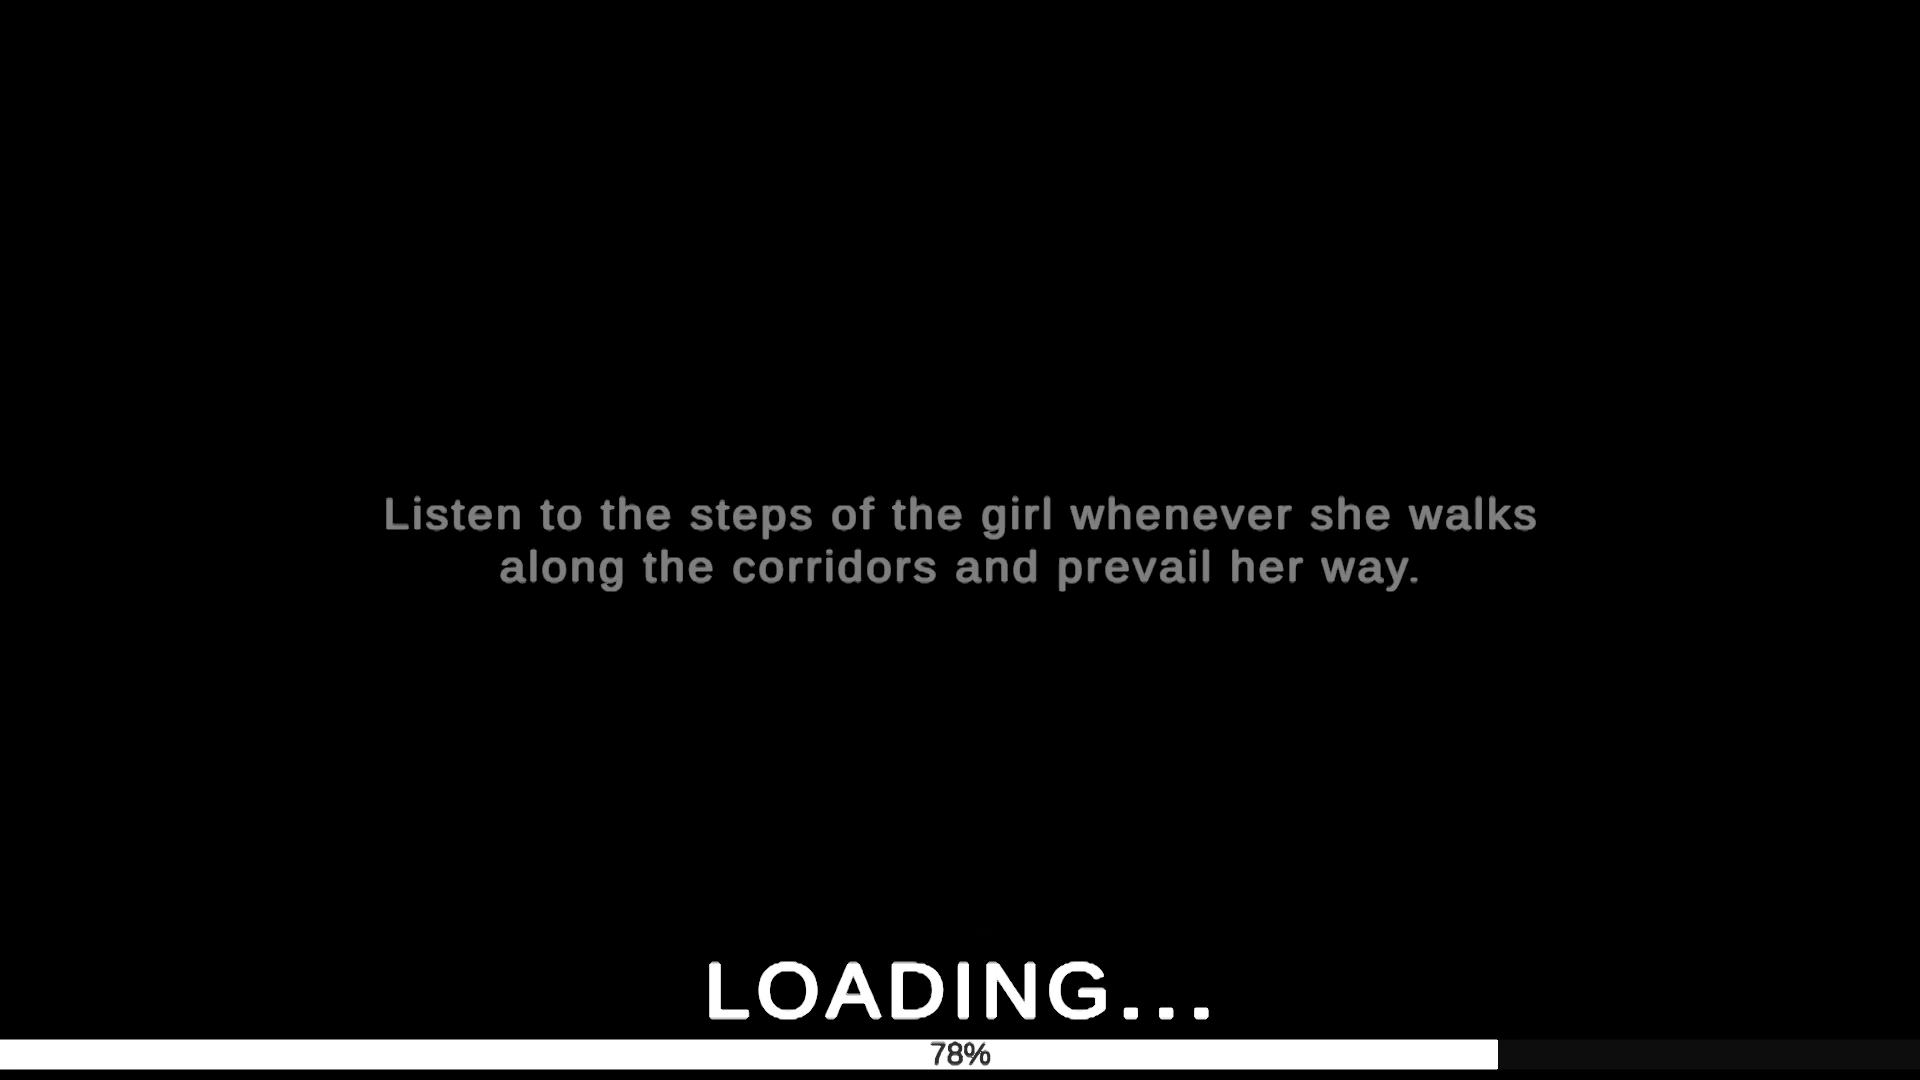 Listen to the steps of the girl whenever she walks
along the corridors and prevail her way.
LOADING...
78%